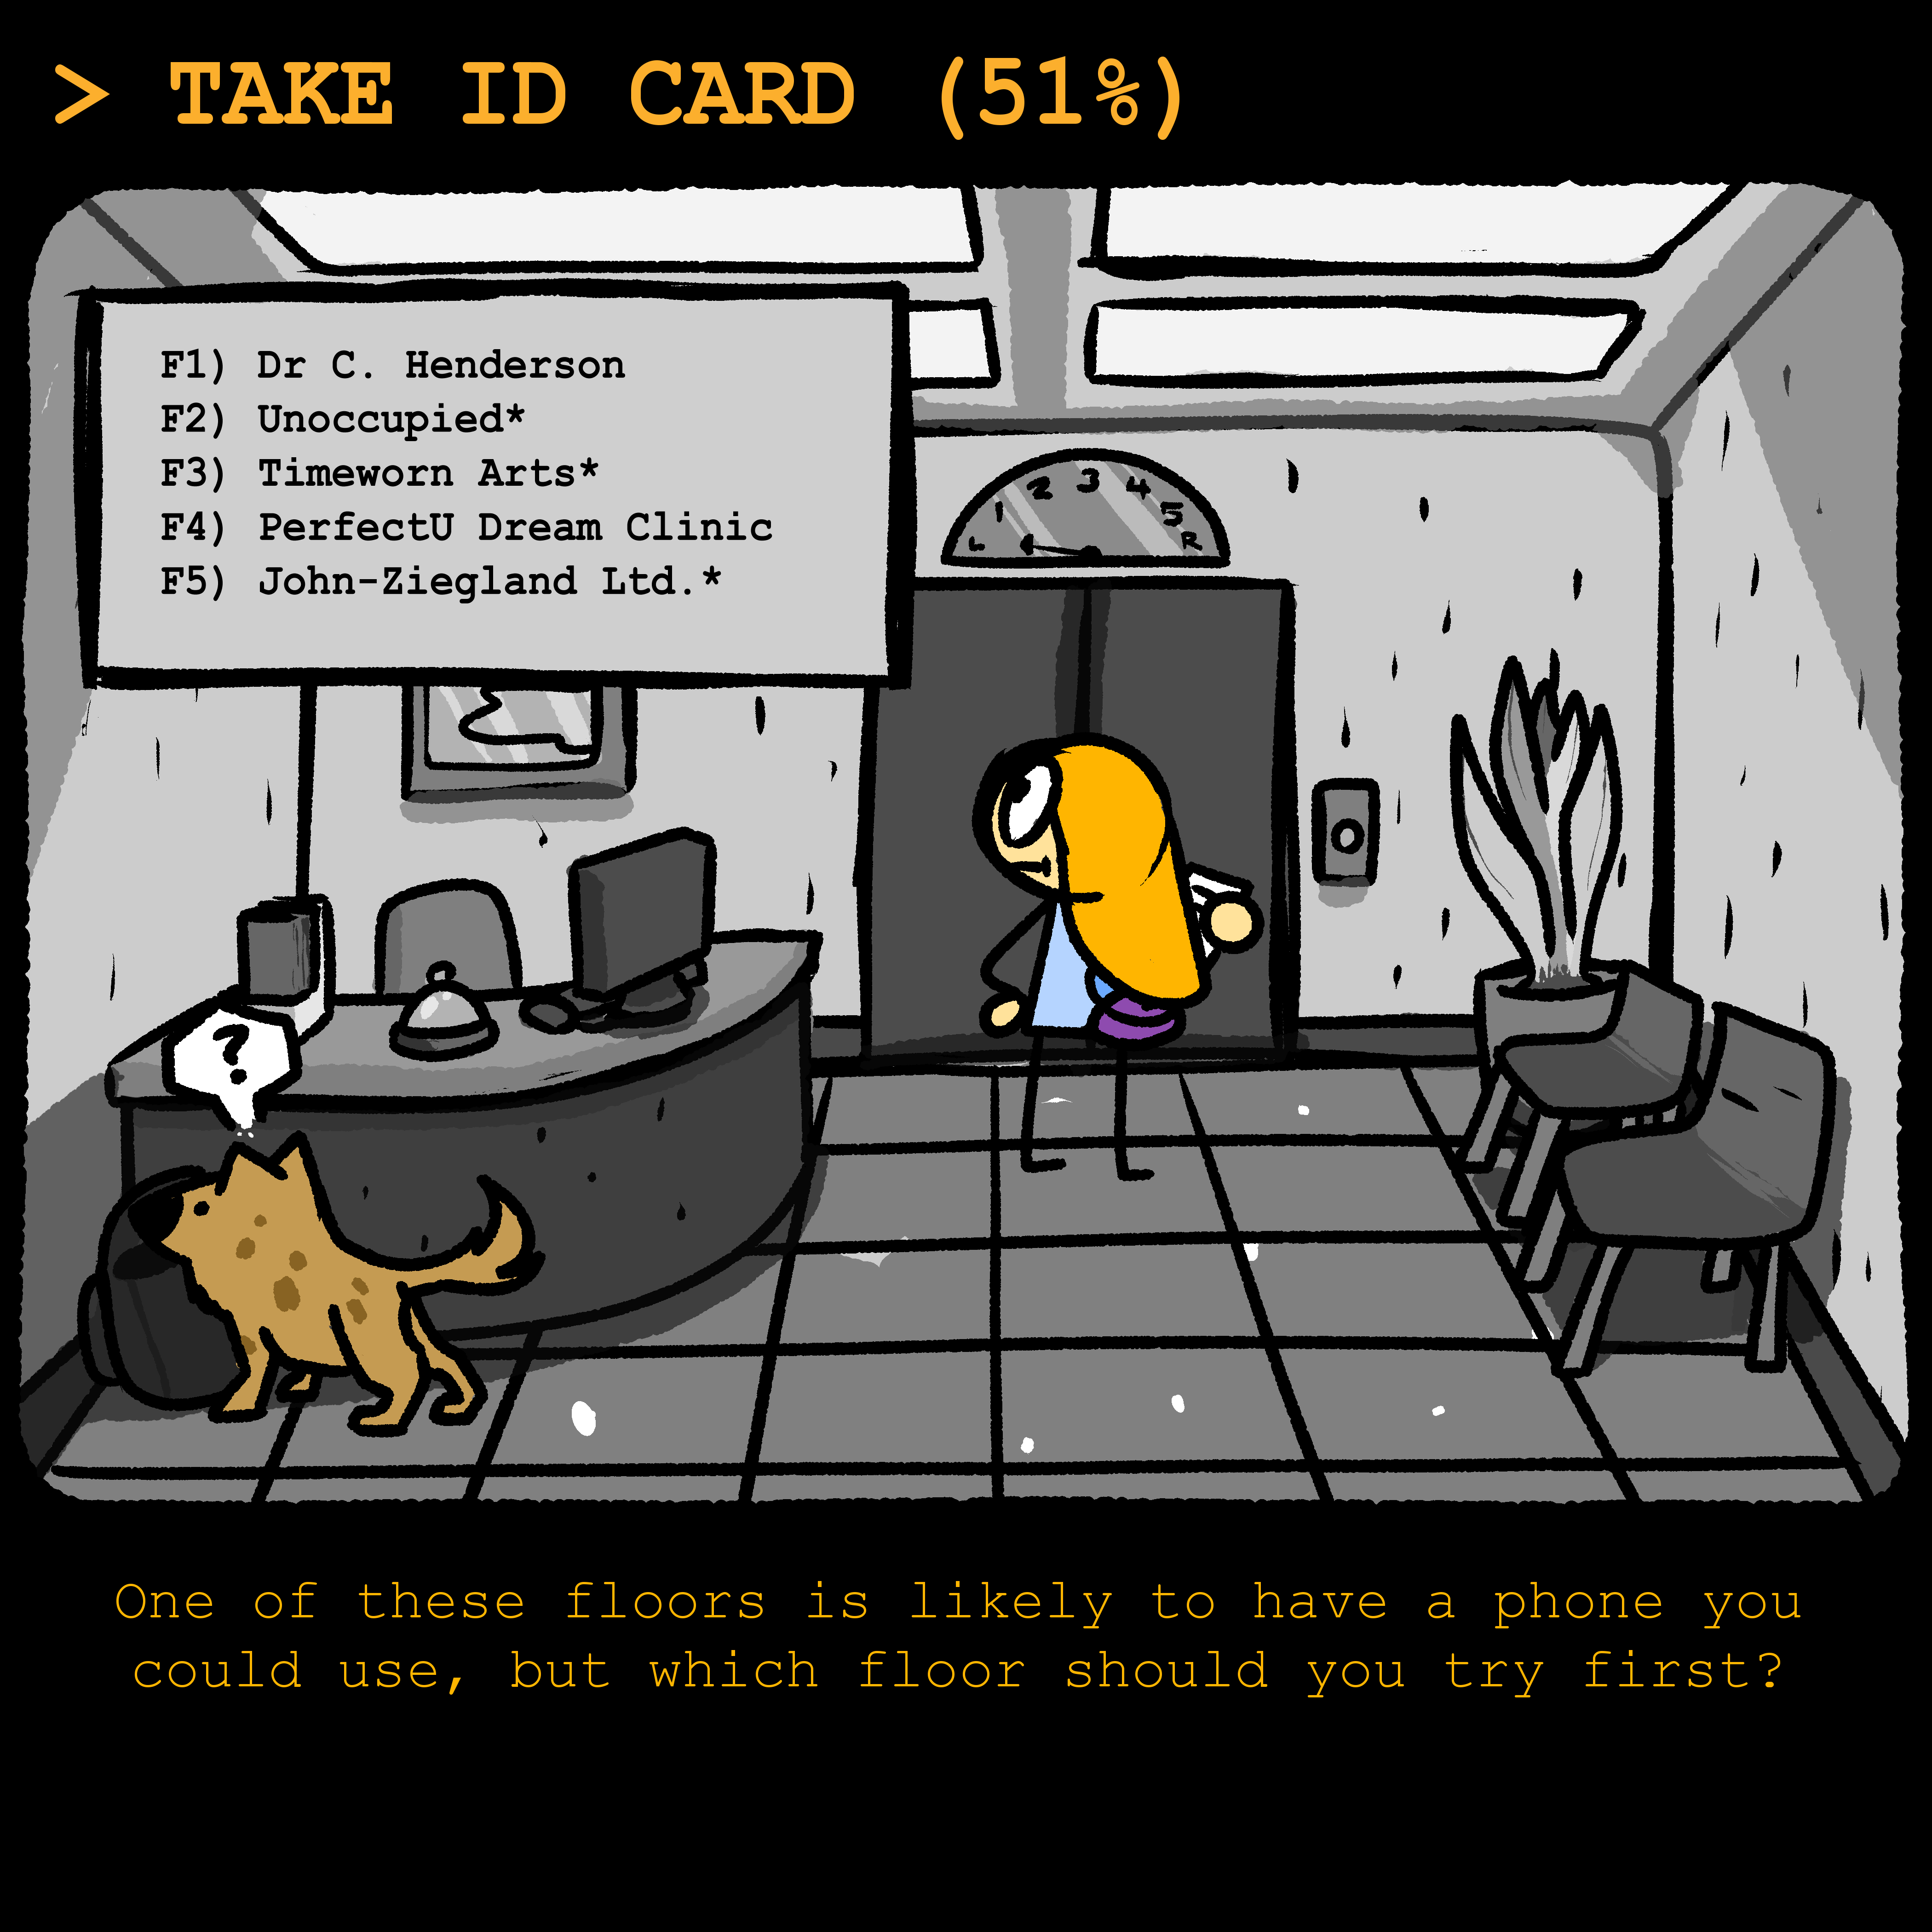 > TAKE ID CARD (51%)
F1) Dr C. Henderson
F2) Unoccupied*
F3) Timeworn Arts*
F4) PerfectU Dream Clinic
F5) John-Ziegland Ltd.*
L 1 2 3 4 5 R
?
One of these floors is likely to have a phone you
could use, but which floor should you try first?